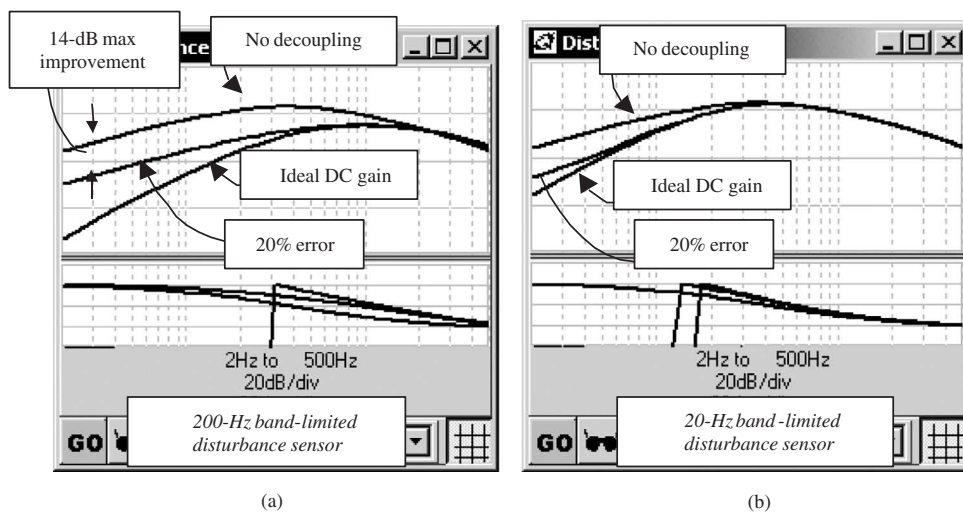 14-dB max
improvement
nce
No decoupling
Ideal DC gain
20% error
2Hz to 500Hz
20dB/div
GO
200-Hz band-limited
disturbance sensor
(a)
Dist
No decoupling
Ideal DC gain
20% error
2Hz to 500Hz
20dB/div
GO
20-Hz band-limited
disturbance sensor
(b)